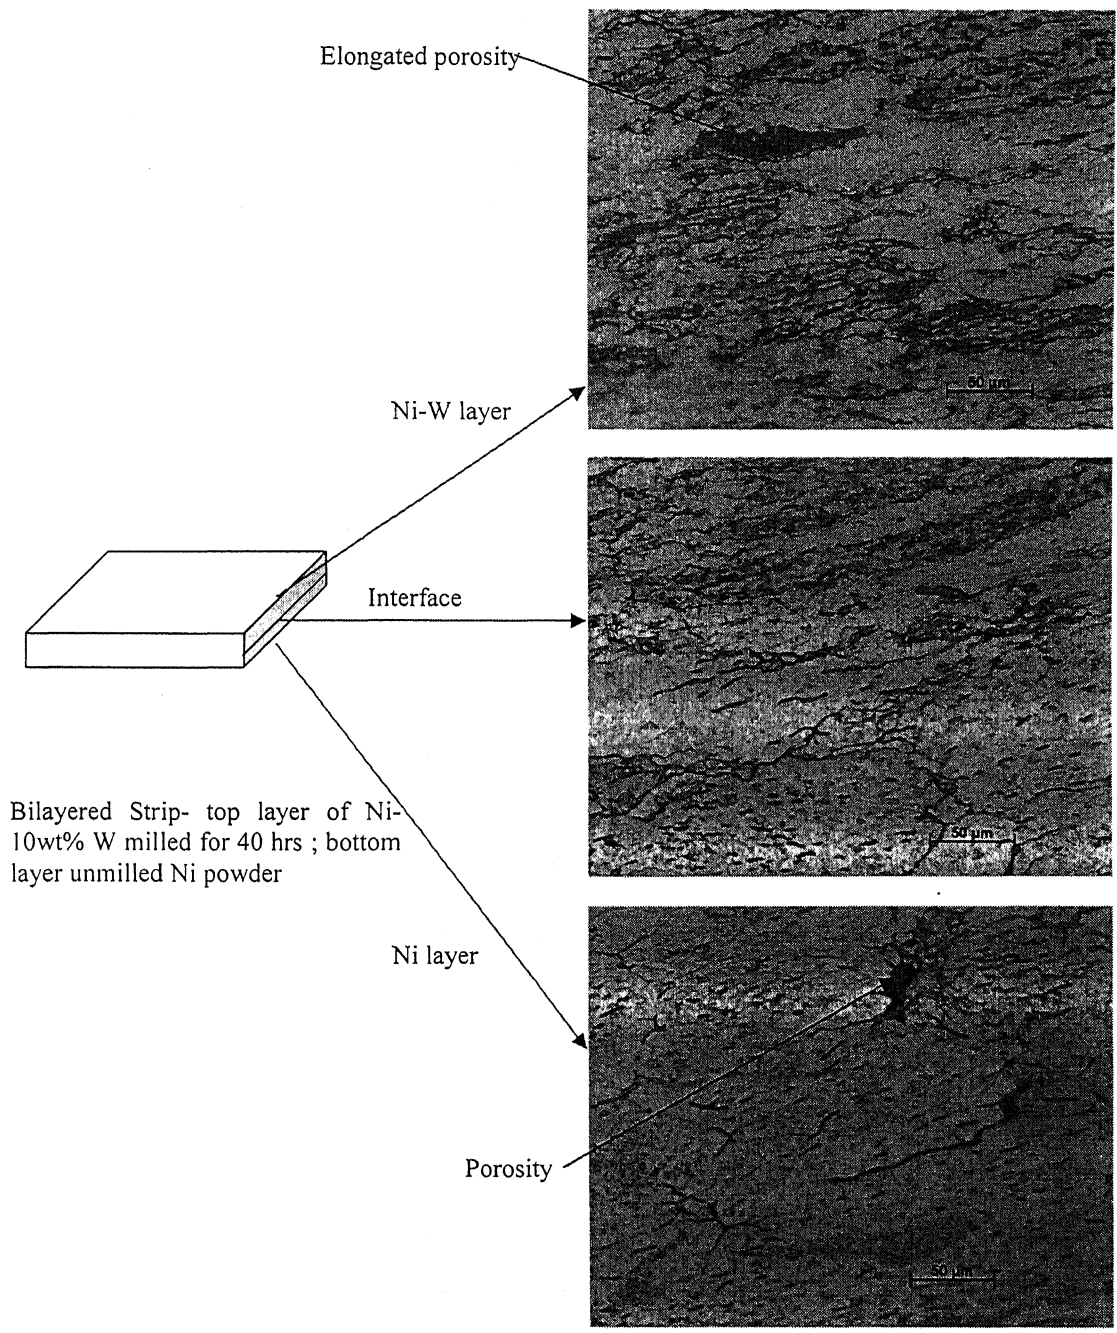 Elongated porosity
50 µm
Ni-W layer
Interface
50 µm
Bilayered Strip- top layer of Ni-
10wt% W milled for 40 hrs ; bottom
layer unmilled Ni powder
Ni layer
Porosity
50 µm